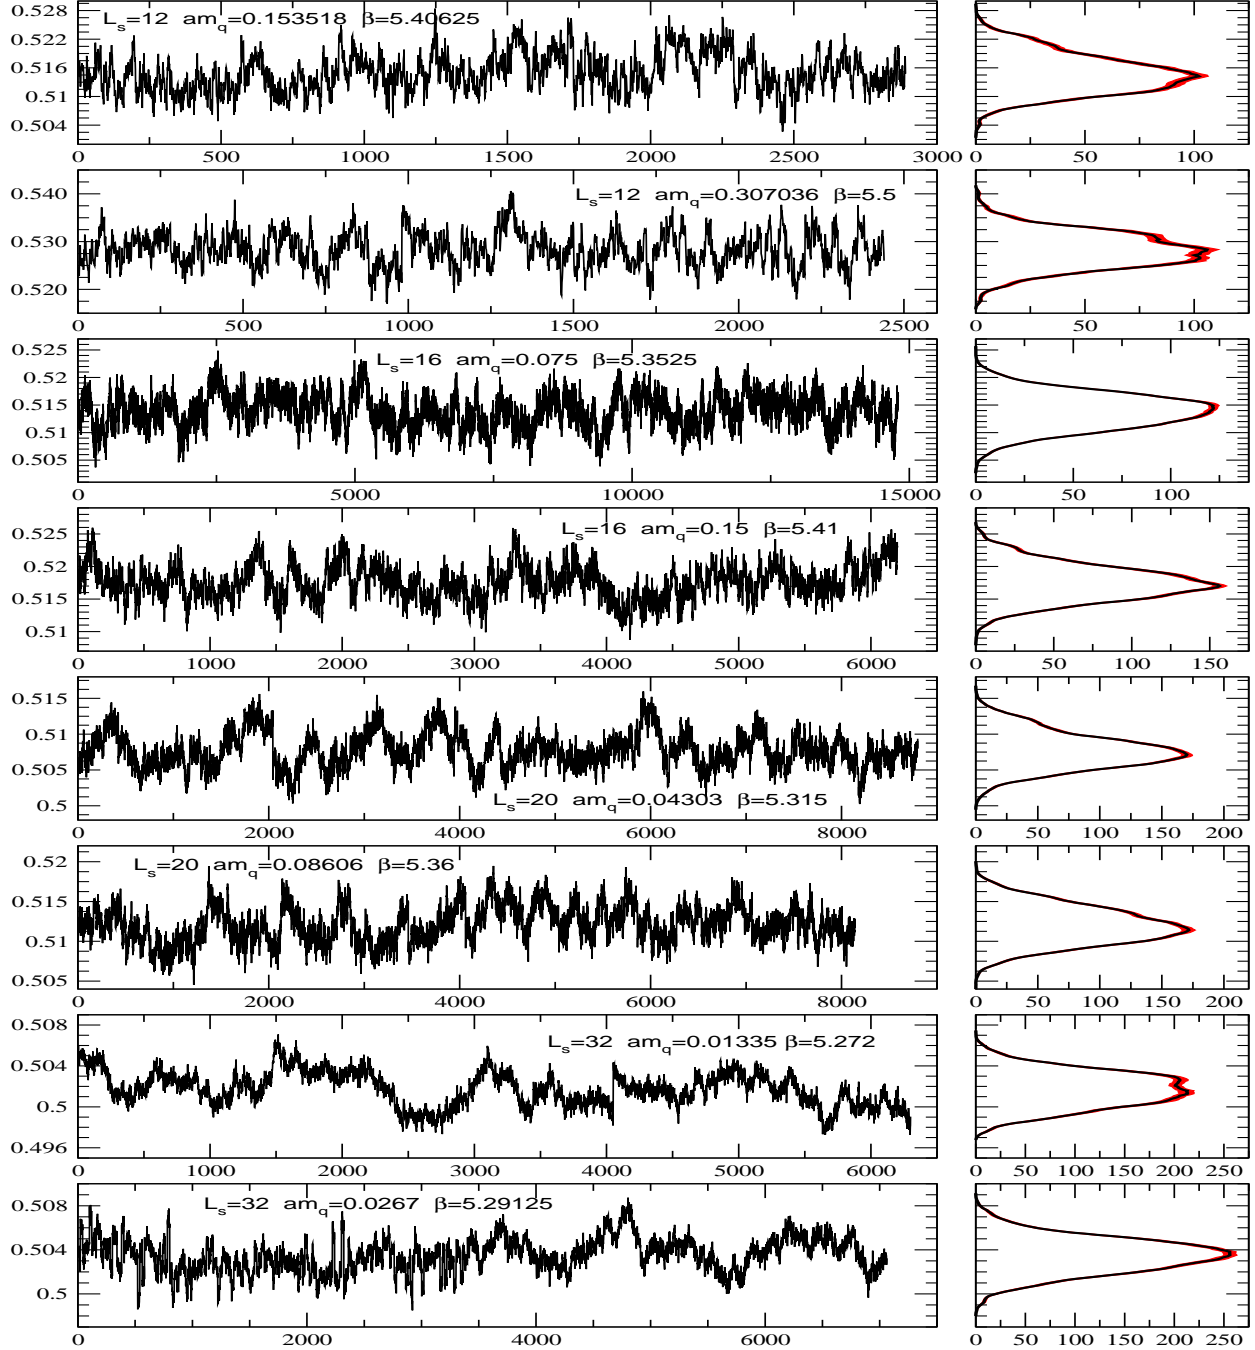 0.528
0.522
0.516
0.51
0.504
L_s=12 am_q=0.153518 β=5.40625
0 500 1000 1500 2000 2500 3000
0 50 100
0.540
0.530
0.520
L_s=12 am_q=0.307036 β=5.5
0 500 1000 1500 2000 2500
0 50 100
0.525
0.52
0.515
0.51
0.505
L_s=16 am_q=0.075 β=5.3525
0 5000 10000 15000
0 50 100
0.525
0.52
0.515
0.51
L_s=16 am_q=0.15 β=5.41
0 1000 2000 3000 4000 5000 6000
0 50 100 150
0.515
0.51
0.505
0.5
L_s=20 am_q=0.04303 β=5.315
0 2000 4000 6000 8000
0 50 100 150 200
0.52
0.515
0.51
0.505
L_s=20 am_q=0.08606 β=5.36
0 2000 4000 6000 8000
0 50 100 150 200
0.508
0.504
0.5
0.496
L_s=32 am_q=0.01335 β=5.272
0 1000 2000 3000 4000 5000 6000
0 50 100 150 200 250
0.508
0.504
0.5
L_s=32 am_q=0.0267 β=5.29125
0 2000 4000 6000
0 50 100 150 200 250